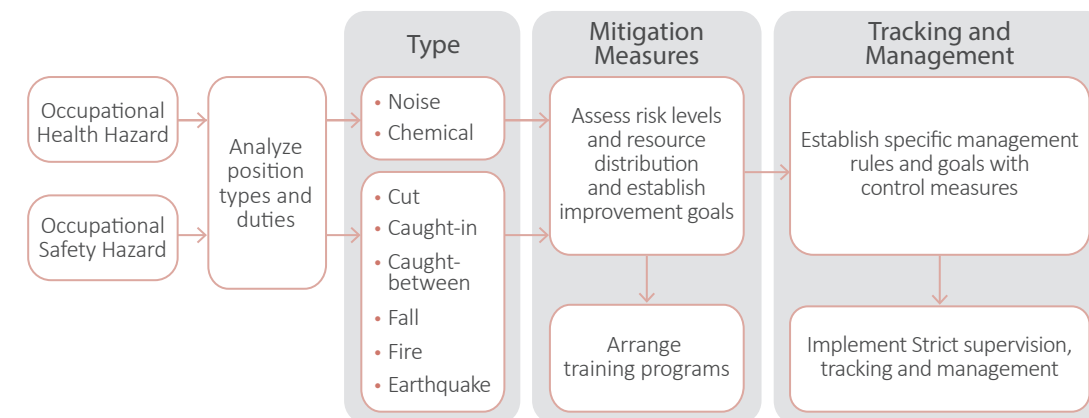 Type
Mitigation
Measures
Tracking and
Management
Occupational
Health Hazard
Occupational
Safety Hazard
Analyze
position
types and
duties
• Noise
• Chemical
• Cut
• Caught-in
• Caught-
between
• Fall
• Fire
• Earthquake
Assess risk levels
and resource
distribution
and establish
improvement goals
Arrange
training programs
Establish specific management
rules and goals with
control measures
Implement Strict supervision,
tracking and management